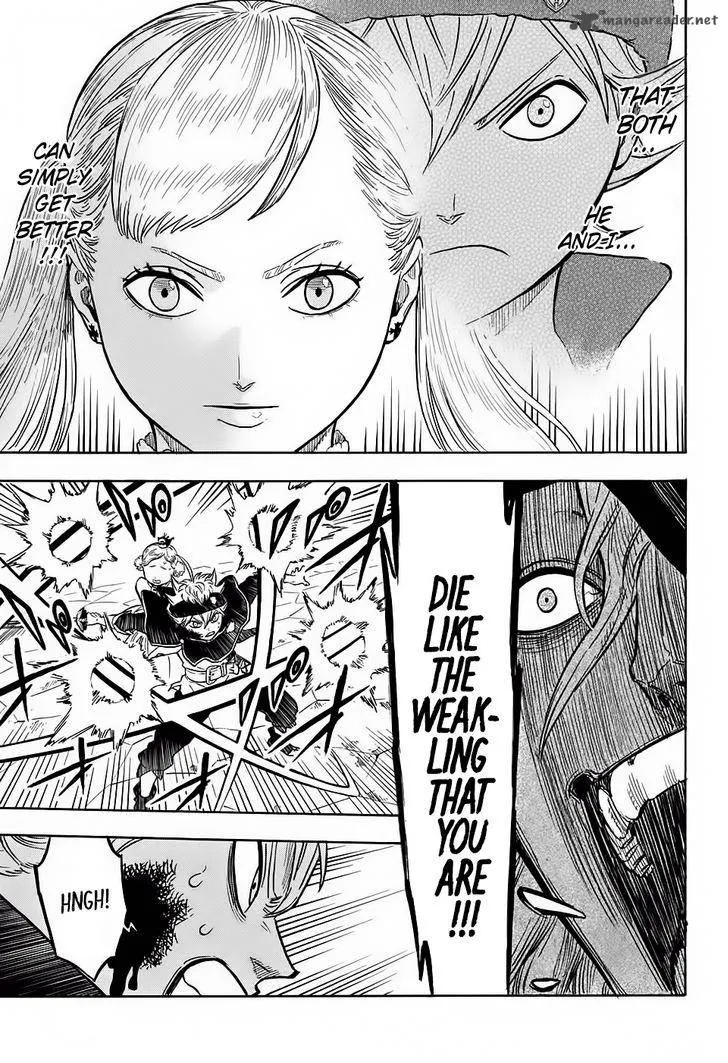 mangareader.net
THAT
BOTH
...
HE
AND I...
CAN
SIMPLY
GET
BETTER
!!!
DIE
LIKE
THE
WEAK-
LING
THAT
YOU
ARE
!!!
HNGH!